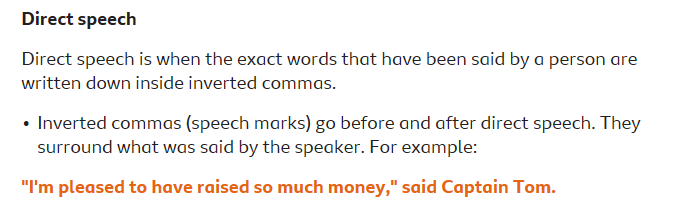 Direct speech
Direct speech is when the exact words that have been said by a person are
written down inside inverted commas.
• Inverted commas (speech marks) go before and after direct speech. They
surround what was said by the speaker. For example:
"I'm pleased to have raised so much money," said Captain Tom.